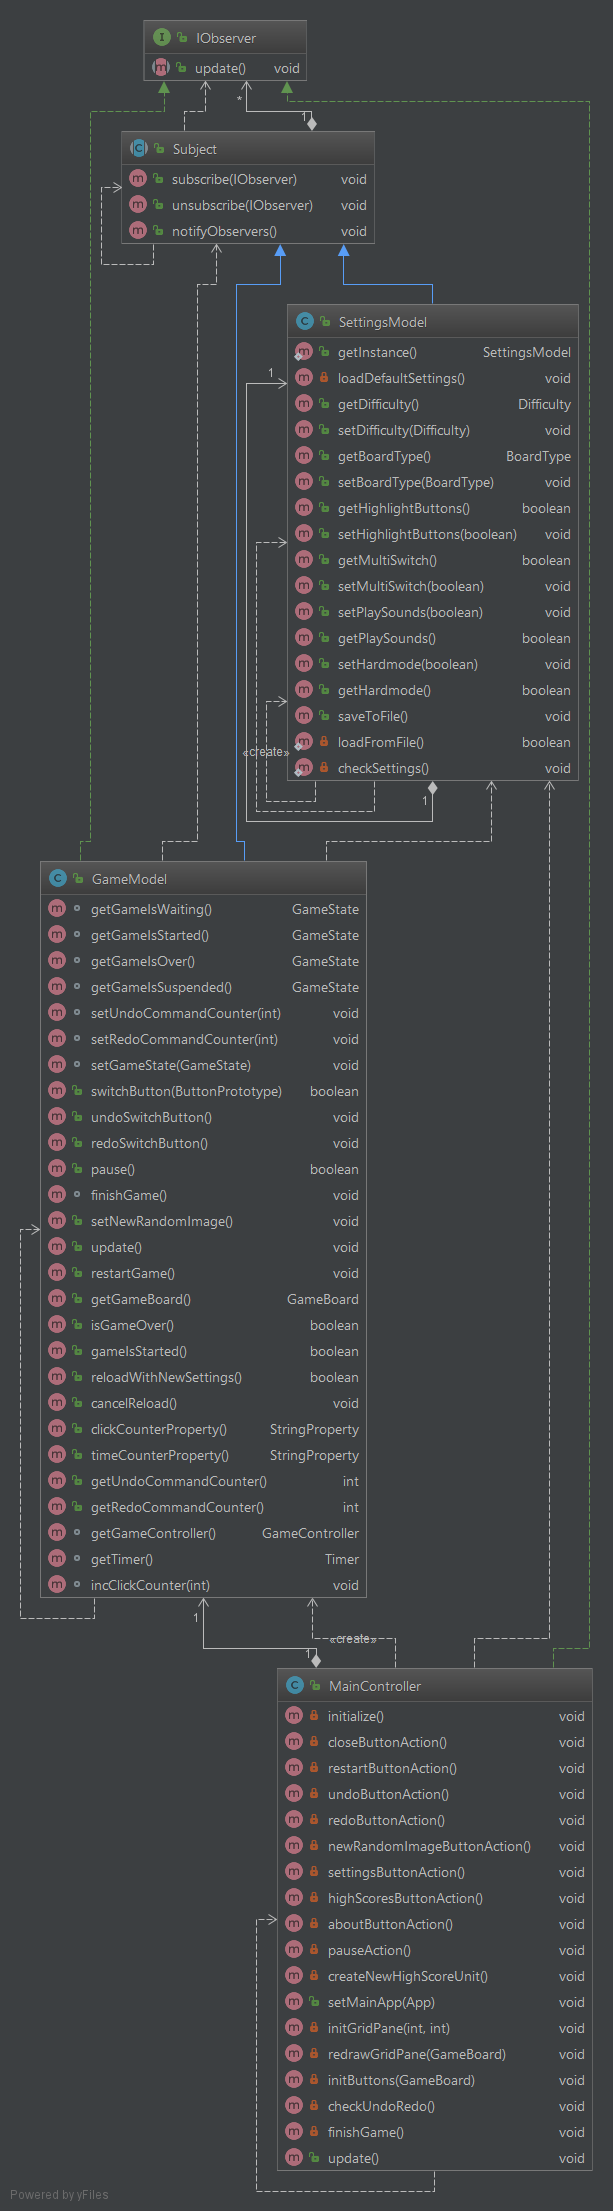 IObserver
update() void
*
1
Subject
subscribe(IObserver) void
unsubscribe(IObserver) void
notifyObservers() void
SettingsModel
getInstance() SettingsModel
1
loadDefaultSettings() void
getDifficulty() Difficulty
setDifficulty(Difficulty) void
getBoardType() BoardType
setBoardType(BoardType) void
getHighlightButtons() boolean
setHighlightButtons(boolean) void
getMultiSwitch() boolean
setMultiSwitch(boolean) void
setPlaySounds(boolean) void
getPlaySounds() boolean
setHardmode(boolean) void
getHardmode() boolean
saveToFile() void
loadFromFile() boolean
«create»
checkSettings() void
1
GameModel
getGameIsWaiting() GameState
getGameIsStarted() GameState
getGameIsOver() GameState
getGameIsSuspended() GameState
setUndoCommandCounter(int) void
setRedoCommandCounter(int) void
setGameState(GameState) void
switchButton(ButtonPrototype) boolean
undoSwitchButton() void
redoSwitchButton() void
pause() boolean
finishGame() void
setNewRandomImage() void
update() void
restartGame() void
getGameBoard() GameBoard
isGameOver() boolean
gameIsStarted() boolean
reloadWithNewSettings() boolean
cancelReload() void
clickCounterProperty() StringProperty
timeCounterProperty() StringProperty
getUndoCommandCounter() int
getRedoCommandCounter() int
getGameController() GameController
getTimer() Timer
incClickCounter(int) void
1
«create»
1
MainController
initialize() void
closeButtonAction() void
restartButtonAction() void
undoButtonAction() void
redoButtonAction() void
newRandomImageButtonAction() void
settingsButtonAction() void
highScoresButtonAction() void
aboutButtonAction() void
pauseAction() void
createNewHighScoreUnit() void
setMainApp(App) void
initGridPane(int, int) void
redrawGridPane(GameBoard) void
initButtons(GameBoard) void
checkUndoRedo() void
finishGame() void
update() void
Powered by yFiles